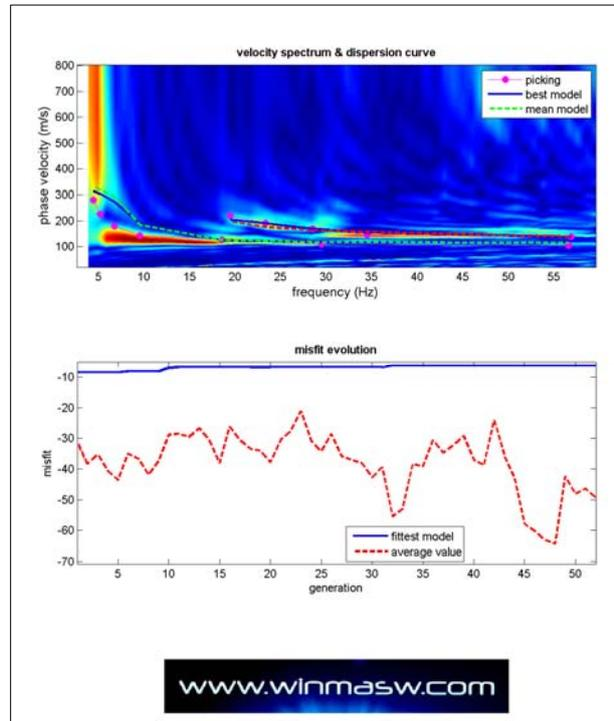 velocity spectrum & dispersion curve
800
700
600
500
400
300
200
100
phase velocity (m/s)
picking
best model
mean model
5 10 15 20 25 30 35 40 45 50 55
frequency (Hz)
misfit evolution
-10
-20
-30
-40
-50
-60
-70
misfit
fittest model
average value
5 10 15 20 25 30 35 40 45 50
generation
www.winmasw.com